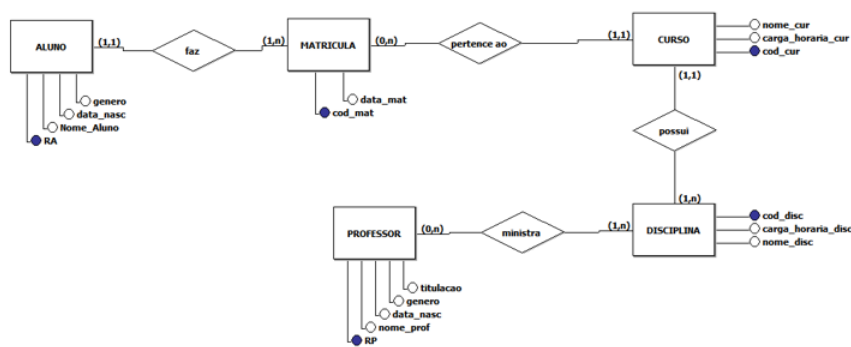 ALUNO
(1,1)
faz
(1,n)
MATRICULA
(0,n)
pertence ao
(1,1)
CURSO
nome_cur
carga_horaria_cur
cod_cur
(1,1)
genero
data_nasc
Nome_Aluno
RA
data_mat
cod_mat
possui
(1,n)
PROFESSOR
(0,n)
ministra
(1,n)
DISCIPLINA
cod_disc
carga_horaria_disc
nome_disc
titulacao
genero
data_nasc
nome_prof
RP